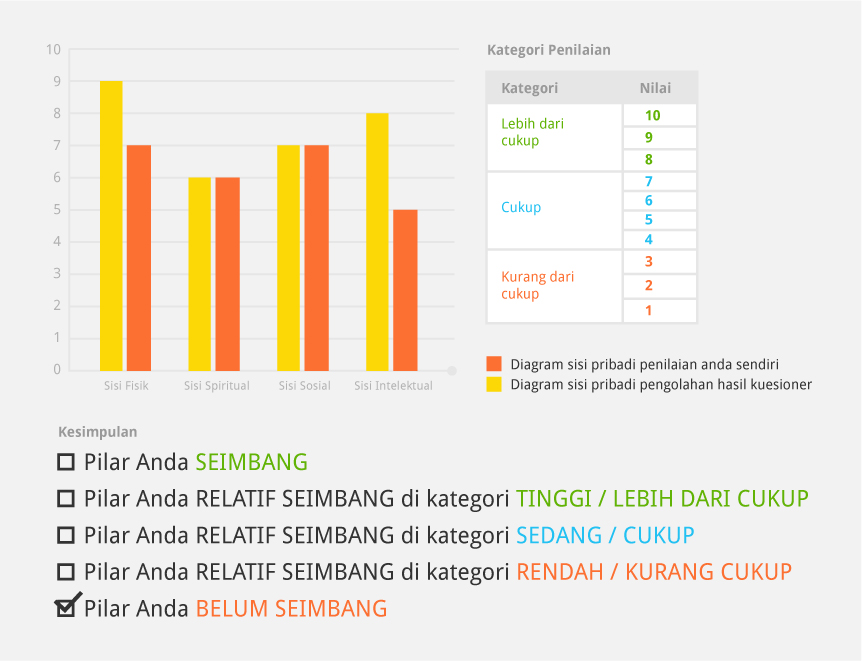 10
9
8
7
6
5
4
3
2
1
0
Sisi Fisik
Sisi Spiritual
Sisi Sosial
Sisi Intelektual
Kategori Penilaian
Kategori Nilai
Lebih dari
cukup
10
9
8
Cukup
7
6
5
4
Kurang dari
cukup
3
2
1
Diagram sisi pribadi penilaian anda sendiri
Diagram sisi pribadi pengolahan hasil kuesioner
Kesimpulan
Pilar Anda SEIMBANG
Pilar Anda RELATIF SEIMBANG di kategori TINGGI / LEBIH DARI CUKUP
Pilar Anda RELATIF SEIMBANG di kategori SEDANG / CUKUP
Pilar Anda RELATIF SEIMBANG di kategori RENDAH / KURANG CUKUP
Pilar Anda BELUM SEIMBANG